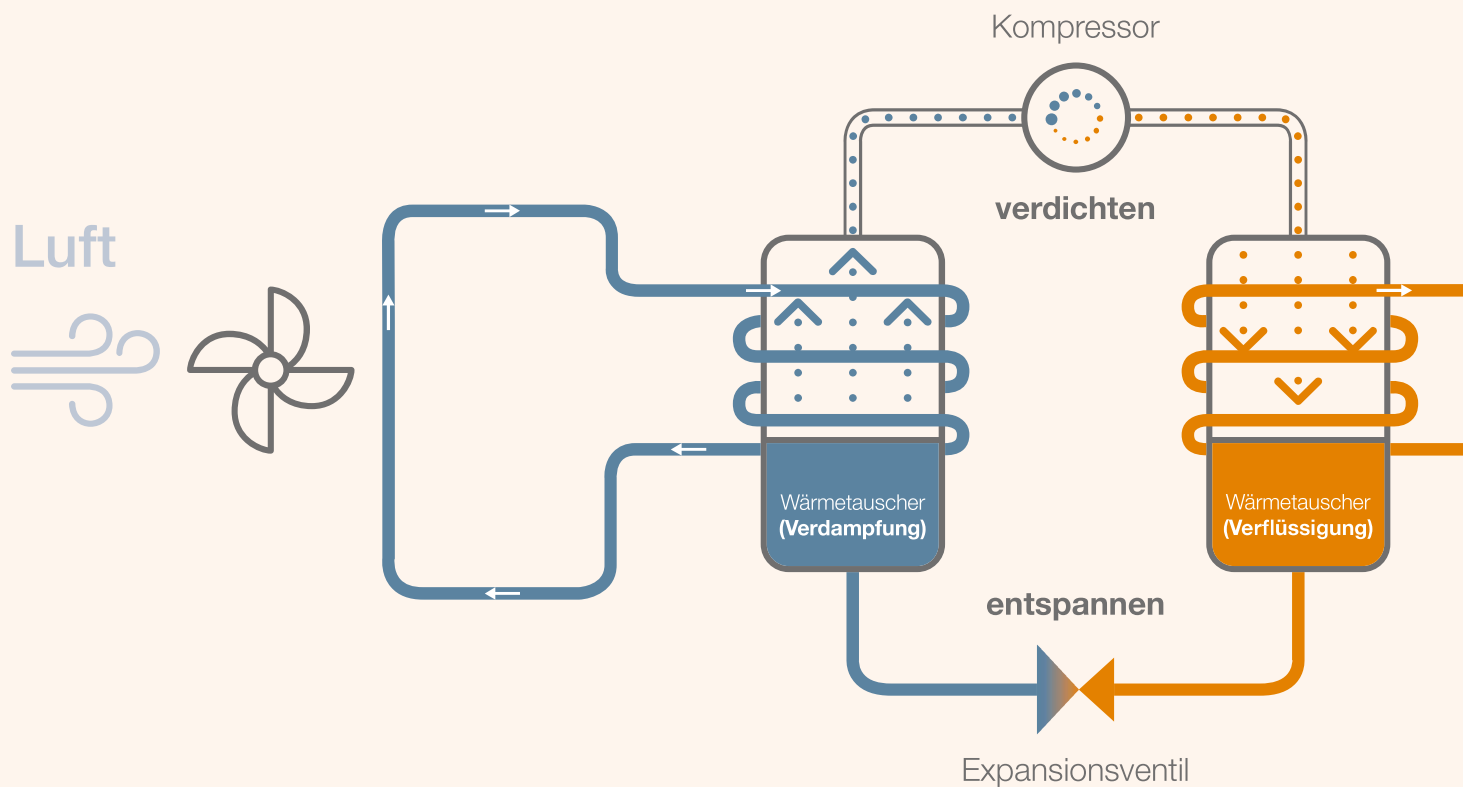 Kompressor
verdichten
Luft
Wärmetauscher
(Verdampfung)
Wärmetauscher
(Verflüssigung)
entspannen
Expansionsventil